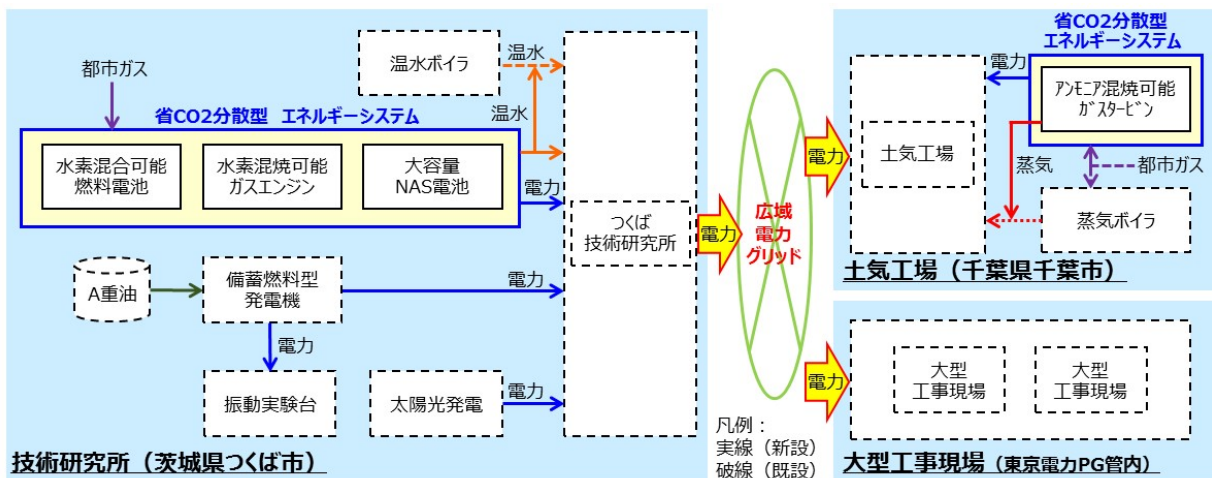 都市ガス
温水ボイラ
温水
省CO2分散型 エネルギーシステム
温水
水素混合可能
燃料電池
水素混焼可能
ガスエンジン
大容量
NAS電池
電力
つくば
技術研究所
A重油
備蓄燃料型
発電機
電力
電力
振動実験台
太陽光発電
電力
技術研究所（茨城県つくば市）
電力
広域
電力
グリッド
電力
電力
凡例：
実線（新設）
破線（既設）
省CO2分散型
エネルギーシステム
電力
ｱﾝﾓﾆｱ混焼可能
ｶﾞｽﾀｰﾋﾞﾝ
土気工場
蒸気
都市ガス
蒸気ボイラ
土気工場（千葉県千葉市）
大型
工事現場
大型
工事現場
大型工事現場（東京電力PG管内）